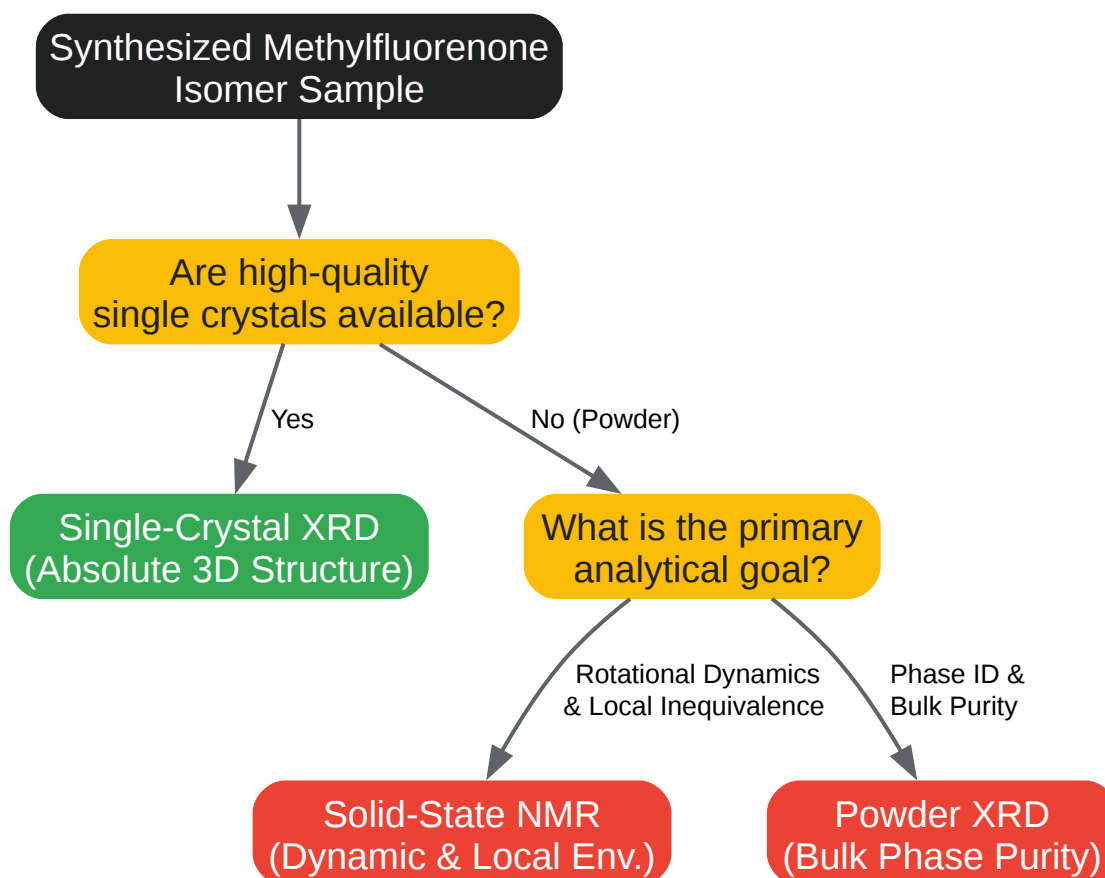 Synthesized Methylfluorenone
Isomer Sample
Are high-quality
single crystals available?
Yes
No (Powder)
Single-Crystal XRD
(Absolute 3D Structure)
What is the primary
analytical goal?
Rotational Dynamics
& Local Inequivalence
Phase ID &
Bulk Purity
Solid-State NMR
(Dynamic & Local Env.)
Powder XRD
(Bulk Phase Purity)